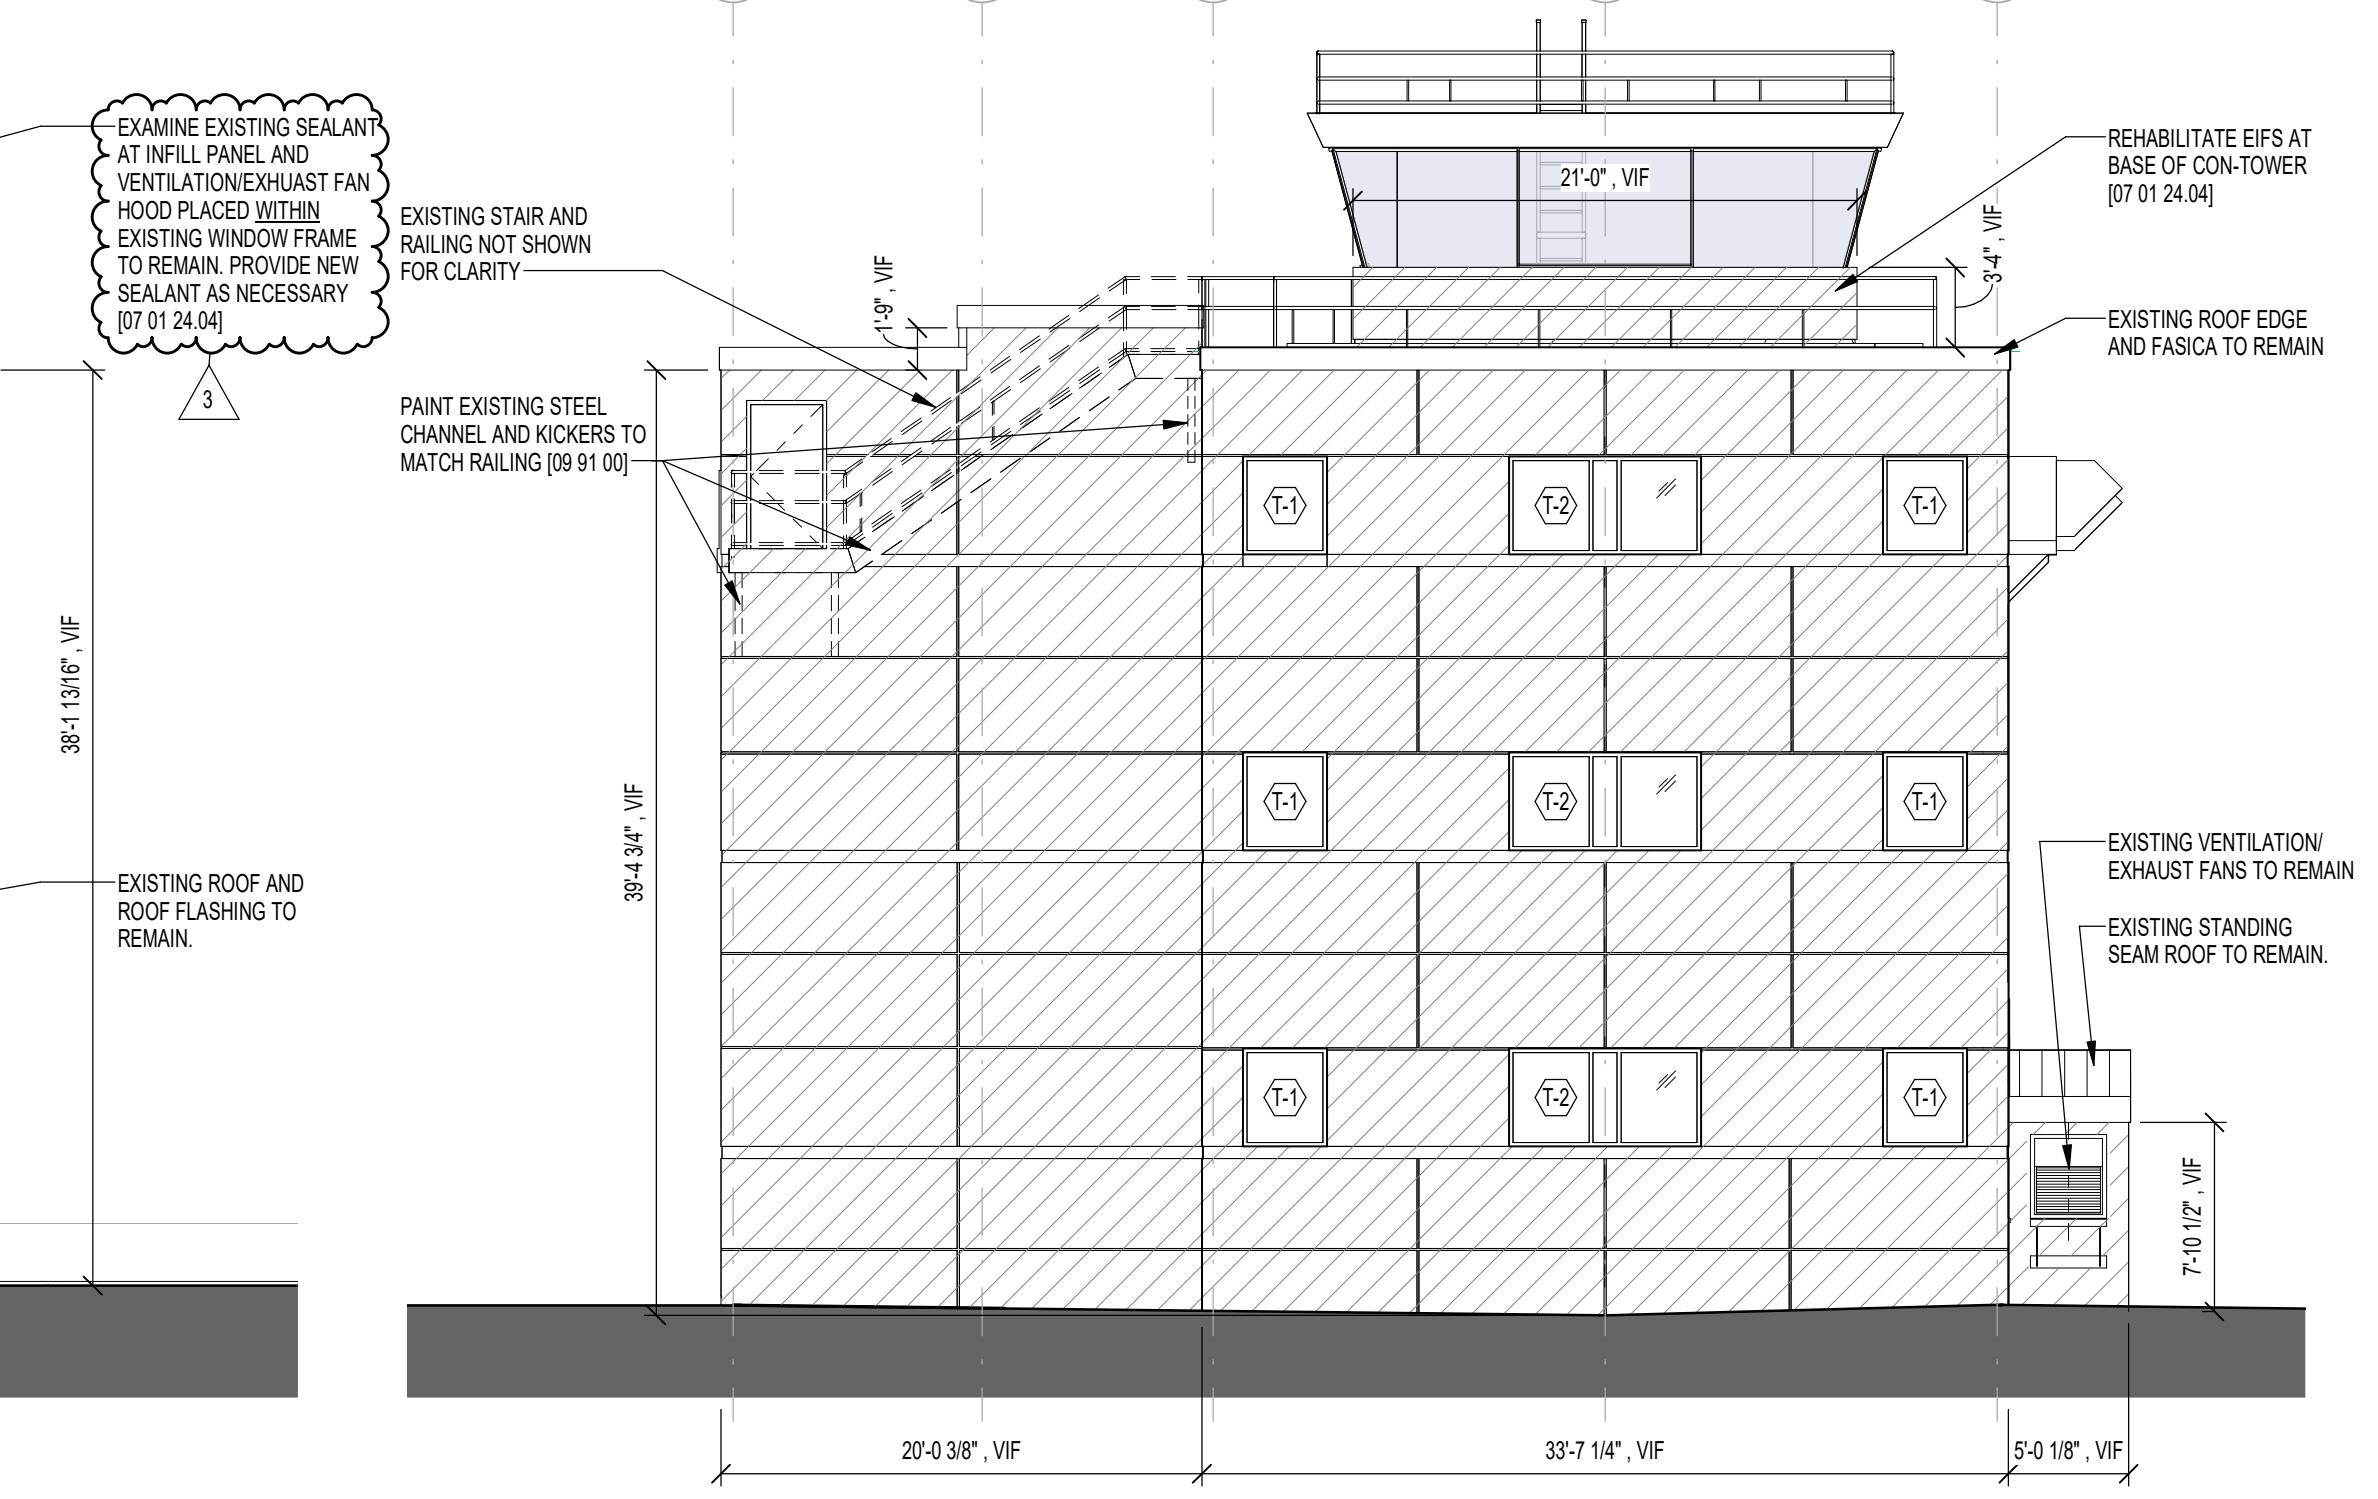 EXAMINE EXISTING SEALANT
AT INFILL PANEL AND
VENTILATION/EXHUAST FAN
HOOD PLACED WITHIN
EXISTING WINDOW FRAME
TO REMAIN. PROVIDE NEW
SEALANT AS NECESSARY
[07 01 24.04]
3
EXISTING STAIR AND
RAILING NOT SHOWN
FOR CLARITY
PAINT EXISTING STEEL
CHANNEL AND KICKERS TO
MATCH RAILING [09 91 00]
38'-1 13/16" , VIF
EXISTING ROOF AND
ROOF FLASHING TO
REMAIN.
39'-4 3/4" , VIF
1'-9" , VIF
21'-0" , VIF
3'-4" , VIF
REHABILITATE EIFS AT
BASE OF CON-TOWER
[07 01 24.04]
EXISTING ROOF EDGE
AND FASICA TO REMAIN
T-1
T-2
T-1
T-1
T-2
T-1
T-1
T-2
T-1
EXISTING VENTILATION/
EXHAUST FANS TO REMAIN
EXISTING STANDING
SEAM ROOF TO REMAIN.
7'-10 1/2" , VIF
20'-0 3/8" , VIF
33'-7 1/4" , VIF
5'-0 1/8" , VIF